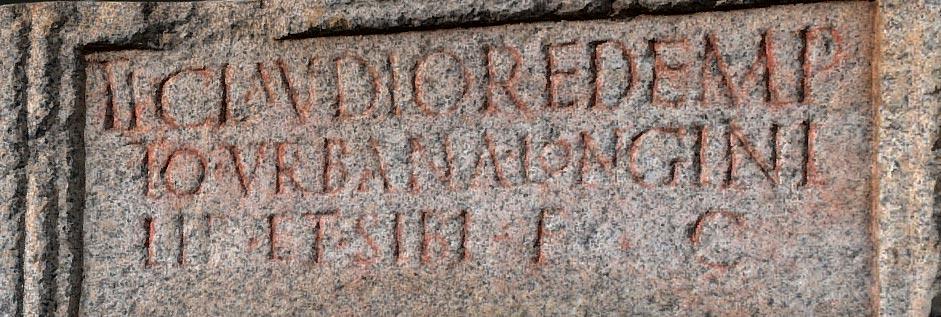 TI·CLAVDIO REDEMP
TO·VRBANA·LONGINI
LIB·ET·SIBI·F·C